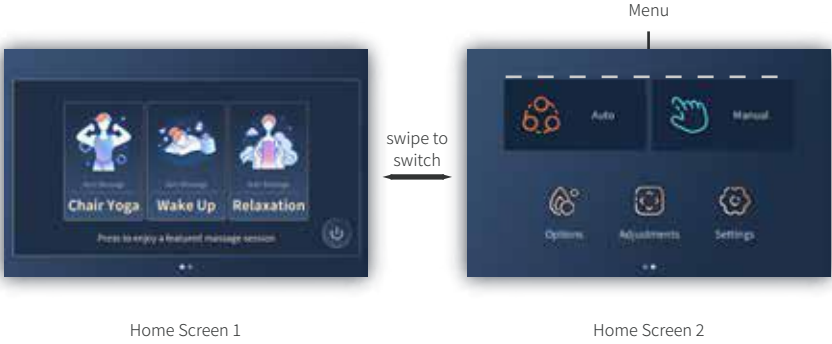 Menu
swipe to
switch
Chair Yoga
Wake Up
Relaxation
Press to enjoy a featured massage session
Auto
Manual
Options
Adjustments
Settings
Home Screen 1
Home Screen 2